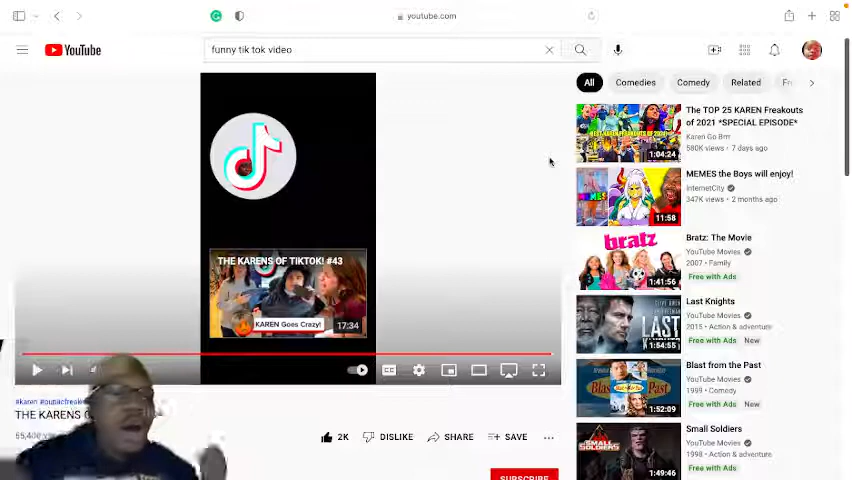 youtube.com
YouTube
funny tik tok video
All
Comedies
Comedy
Related
The TOP 25 KAREN Freakouts
of 2021 *SPECIAL EPISODE*
Karen Go Brrr
580K views • 7 days ago
1:04:24
MEMES the Boys will enjoy!
InternetCity
347K views • 2 months ago
MEMES
11:58
Bratz: The Movie
YouTube Movies
2007 • Family
Free with Ads
bratz
1:41:56
Last Knights
YouTube Movies
2015 • Action & adventure
Free with Ads
New
LAST
1:54:55
Blast from the Past
YouTube Movies
1999 • Comedy
Free with Ads
New
1:52:09
Small Soldiers
YouTube Movies
1998 • Action & adventure
Free with Ads
SMALL
SOLDIERS
1:49:46
THE KARENS OF TIKTOK! #43
KAREN Goes Crazy!
17:34
CC
#karen
THE KARENS
2K
DISLIKE
SHARE
SAVE
SUBSCRIBE